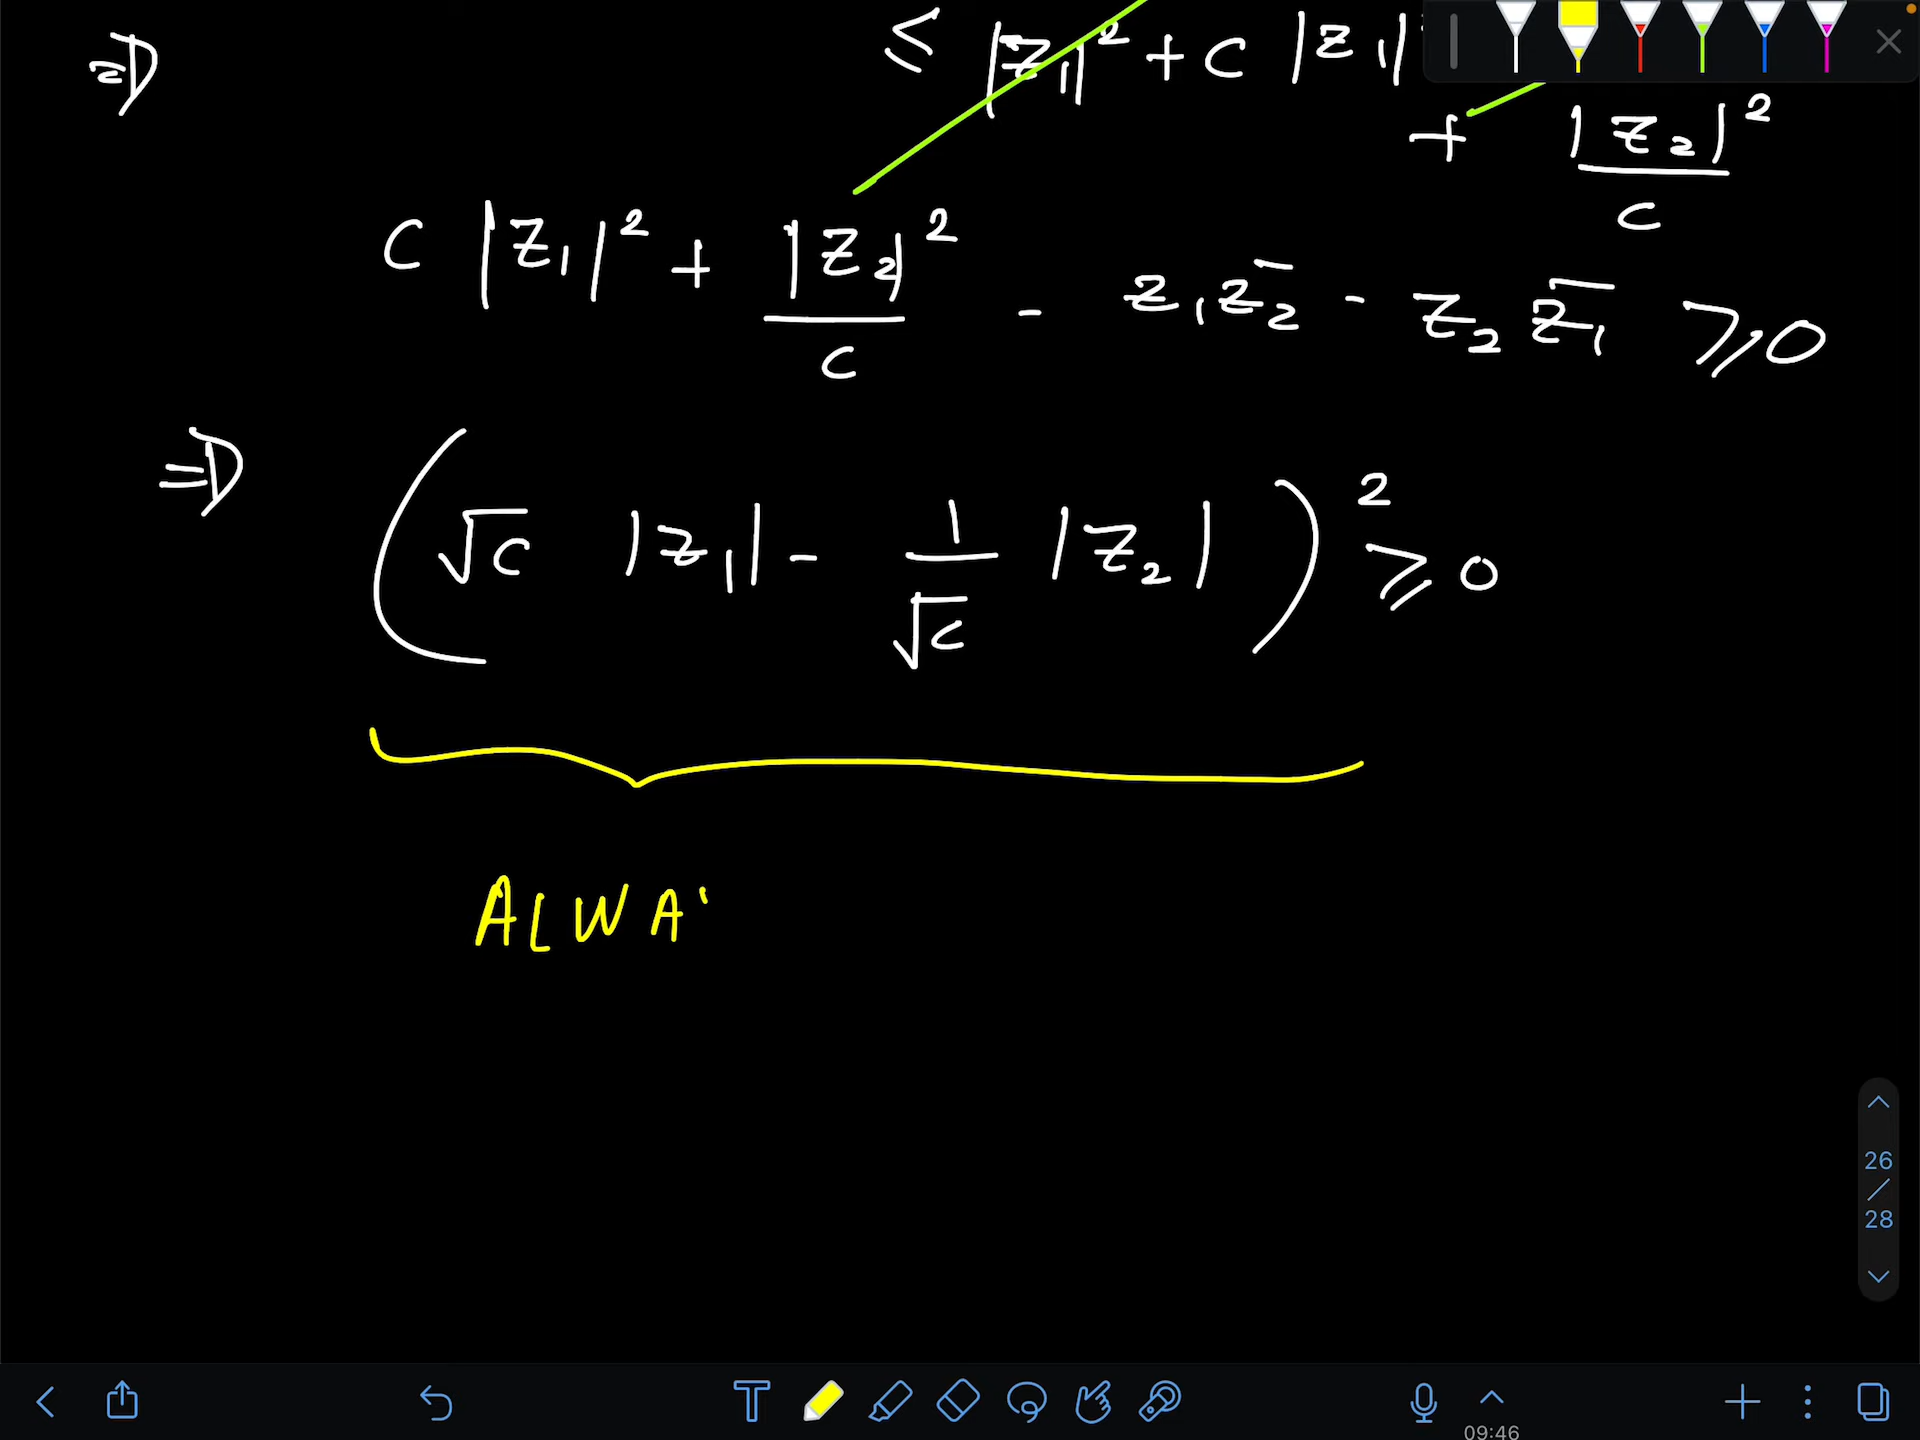 ⇒ ≤ |z₁|² + c |z₁|²
+ |z₂|²/c
c |z₁|² + |z₂|²/c - z₁z̄₂ - z₂z̄₁ ⩾ 0
⇒ (√c |z₁| - 1/√c |z₂|)² ⩾ 0
ALWA
26
/
28
T
09:46